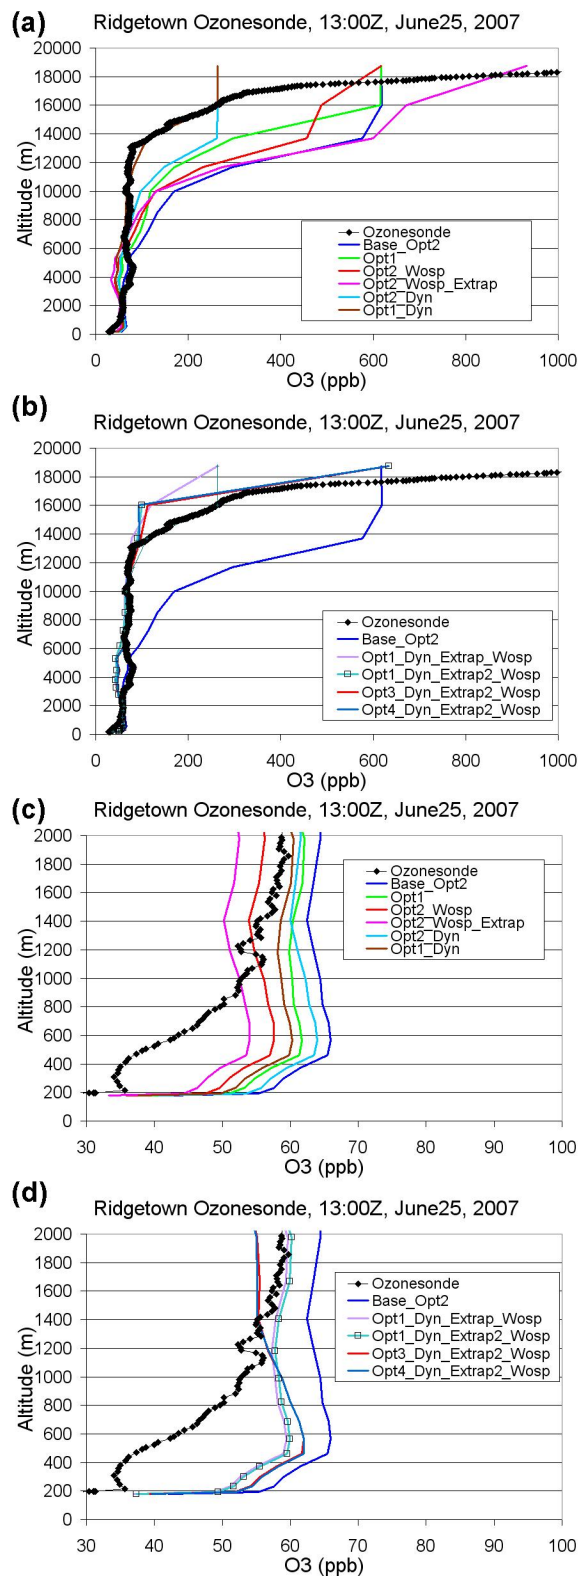 (a)
Ridgetown Ozonesonde, 13:00Z, June25, 2007
Altitude (m)
20000
18000
16000
14000
12000
10000
8000
6000
4000
2000
0
Ozonesonde
Base_Opt2
Opt1
Opt2_Wosp
Opt2_Wosp_Extrap
Opt2_Dyn
Opt1_Dyn
0 200 400 600 800 1000
O3 (ppb)
(b)
Ridgetown Ozonesonde, 13:00Z, June25, 2007
Altitude (m)
20000
18000
16000
14000
12000
10000
8000
6000
4000
2000
0
Ozonesonde
Base_Opt2
Opt1_Dyn_Extrap_Wosp
Opt1_Dyn_Extrap2_Wosp
Opt3_Dyn_Extrap2_Wosp
Opt4_Dyn_Extrap2_Wosp
0 200 400 600 800 1000
O3 (ppb)
(c)
Ridgetown Ozonesonde, 13:00Z, June25, 2007
Altitude (m)
2000
1800
1600
1400
1200
1000
800
600
400
200
0
Ozonesonde
Base_Opt2
Opt1
Opt2_Wosp
Opt2_Wosp_Extrap
Opt2_Dyn
Opt1_Dyn
30 40 50 60 70 80 90 100
O3 (ppb)
(d)
Ridgetown Ozonesonde, 13:00Z, June25, 2007
Altitude (m)
2000
1800
1600
1400
1200
1000
800
600
400
200
0
Ozonesonde
Base_Opt2
Opt1_Dyn_Extrap_Wosp
Opt1_Dyn_Extrap2_Wosp
Opt3_Dyn_Extrap2_Wosp
Opt4_Dyn_Extrap2_Wosp
30 40 50 60 70 80 90 100
O3 (ppb)